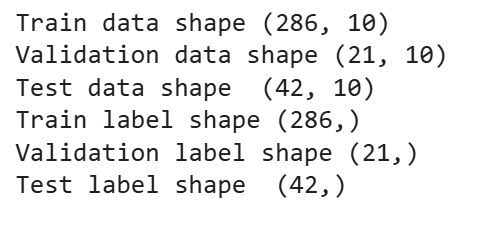 Train data shape (286, 10)
Validation data shape (21, 10)
Test data shape  (42, 10)
Train label shape (286,)
Validation label shape (21,)
Test label shape  (42,)